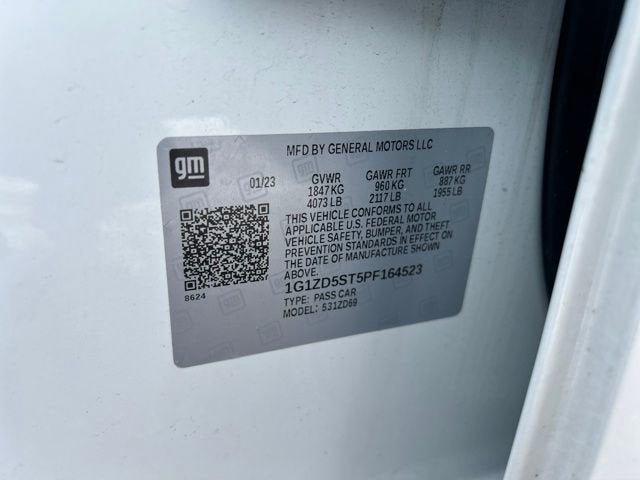 gm
MFD BY GENERAL MOTORS LLC
01/23 GVWR GAWR FRT GAWR RR
1847 KG 960 KG 887 KG
4073 LB 2117 LB 1955 LB
THIS VEHICLE CONFORMS TO ALL
APPLICABLE U.S. FEDERAL MOTOR
VEHICLE SAFETY, BUMPER, AND THEFT
PREVENTION STANDARDS IN EFFECT ON
THE DATE OF MANUFACTURE SHOWN
ABOVE.
8624
1G1ZD5ST5PF164523
TYPE: PASS CAR
MODEL: 531ZD69